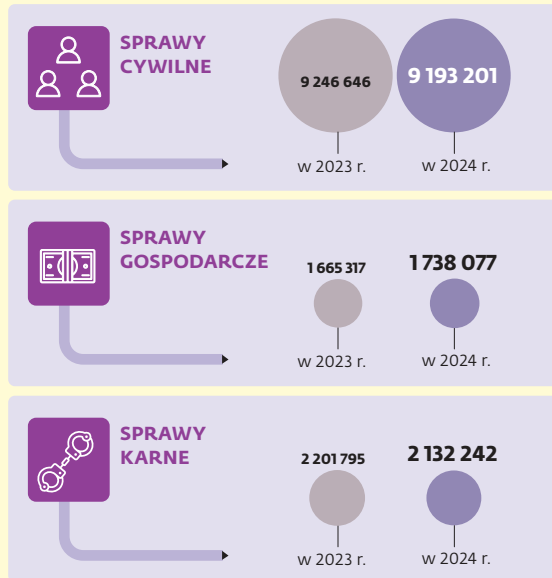 SPRAWY
CYWILNE
9 246 646
9 193 201
w 2023 r.
w 2024 r.
SPRAWY
GOSPODARCZE
1 665 317
1 738 077
w 2023 r.
w 2024 r.
SPRAWY
KARNE
2 201 795
2 132 242
w 2023 r.
w 2024 r.